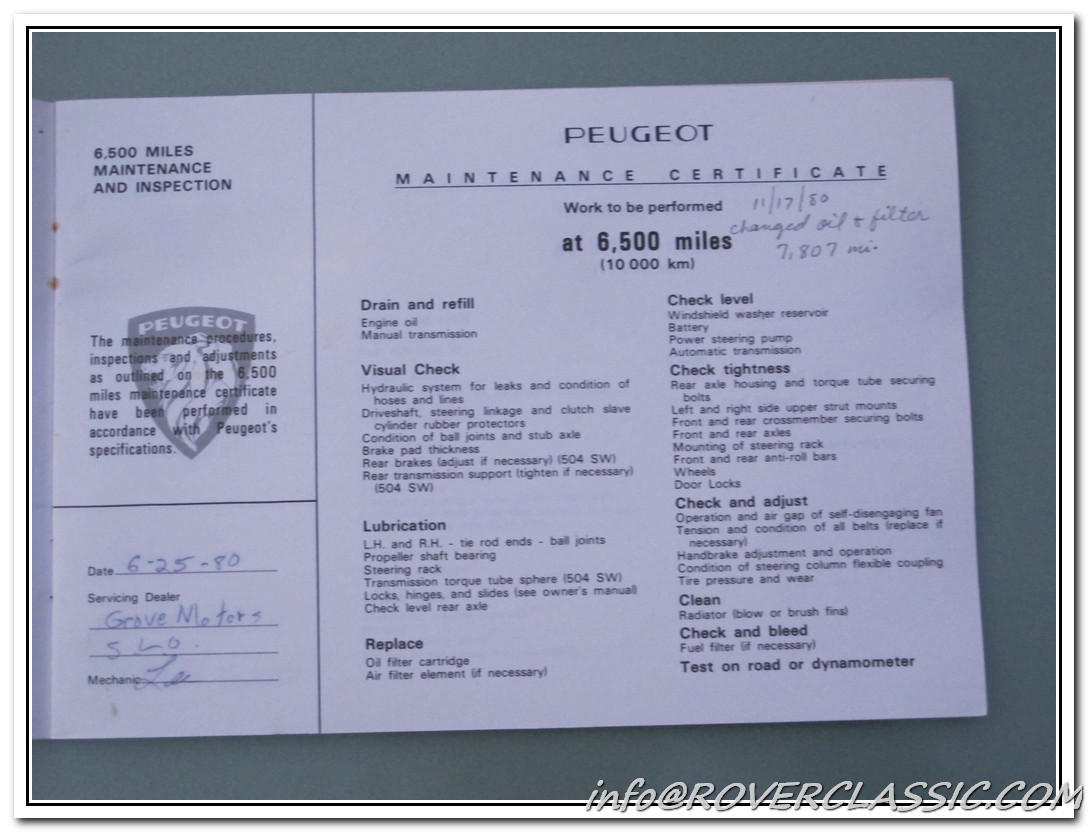 6,500 MILES
MAINTENANCE
AND INSPECTION
PEUGEOT
The maintenance procedures,
inspections and adjustments
as outlined on the 6.500
miles maintenance certificate
have been performed in
accordance with Peugeot's
specifications.
Date 6-25-80
Servicing Dealer
Grove Motors
SLO.
Mechanic
PEUGEOT
MAINTENANCE CERTIFICATE
Work to be performed
at 6,500 miles
(10 000 km)
11/17/80
changed oil + filter
7,807 mi.
Drain and refill
Engine oil
Manual transmission
Visual Check
Hydraulic system for leaks and condition of
hoses and lines
Driveshaft, steering linkage and clutch slave
cylinder rubber protectors
Condition of ball joints and stub axle
Brake pad thickness
Rear brakes (adjust if necessary) (504 SW)
Rear transmission support (tighten if necessary)
(504 SW)
Lubrication
L.H. and R.H. - tie rod ends - ball joints
Propeller shaft bearing
Steering rack
Transmission torque tube sphere (504 SW)
Locks, hinges, and slides (see owner's manual)
Check level rear axle
Replace
Oil filter cartridge
Air filter element (if necessary)
Check level
Windshield washer reservoir
Battery
Power steering pump
Automatic transmission
Check tightness
Rear axle housing and torque tube securing
bolts
Left and right side upper strut mounts
Front and rear crossmember securing bolts
Front and rear axles
Mounting of steering rack
Front and rear anti-roll bars
Wheels
Door Locks
Check and adjust
Operation and air gap of self-disengaging fan
Tension and condition of all belts (replace if
necessary)
Handbrake adjustment and operation
Condition of steering column flexible coupling
Tire pressure and wear
Clean
Radiator (blow or brush fins)
Check and bleed
Fuel filter (if necessary)
Test on road or dynamometer
info@ROVERCLASSIC.COM